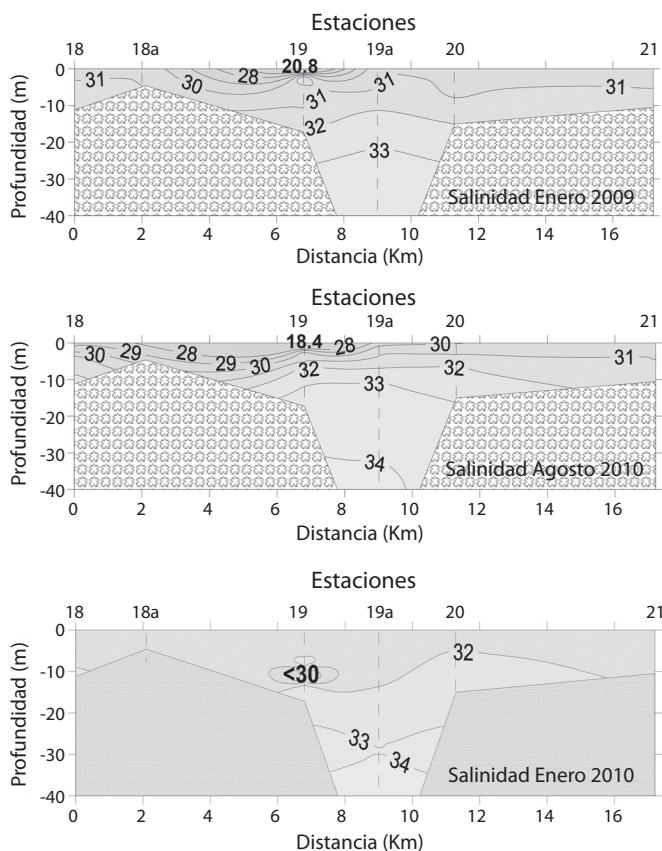 Estaciones
18 18a 19 19a 20 21
20.8
31 30 28 31 31 31
32
33
0
-10
-20
-30
-40
Profundidad (m)
Salinidad Enero 2009
0 2 4 6 8 10 12 14 16
Distancia (Km)
Estaciones
18 18a 19 19a 20 21
18.4
30 29 28 30 28 30 31
32 32
33
34
0
-10
-20
-30
-40
Profundidad (m)
Salinidad Agosto 2010
0 2 4 6 8 10 12 14 16
Distancia (Km)
Estaciones
18 18a 19 19a 20 21
32
<30
33
34
0
-10
-20
-30
-40
Profundidad (m)
Salinidad Enero 2010
0 2 4 6 8 10 12 14 16
Distancia (Km)